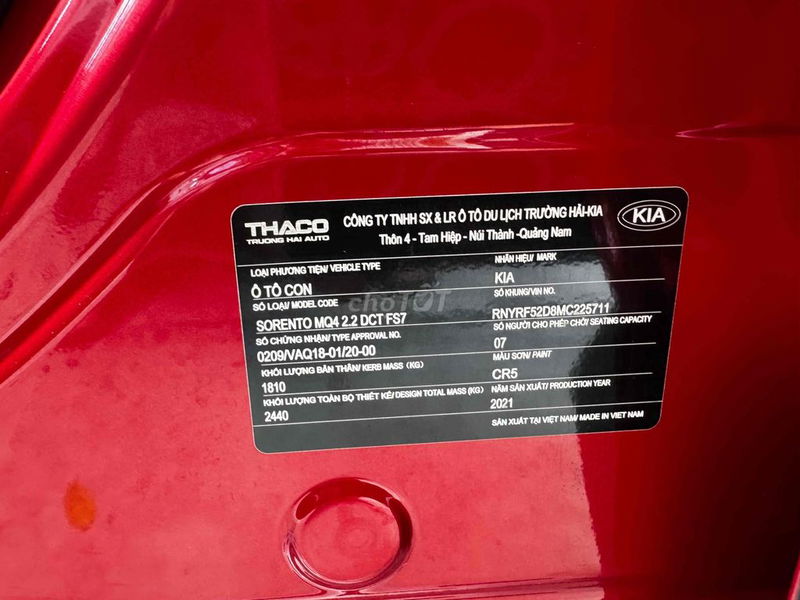 THACO
TRUONG HAI AUTO
CÔNG TY TNHH SX & LR Ô TÔ DU LỊCH TRƯỜNG HẢI-KIA
Thôn 4 - Tam Hiệp - Núi Thành -Quảng Nam
KIA
LOẠI PHƯƠNG TIỆN/ VEHICLE TYPE
Ô TÔ CON
SỐ LOẠI/ MODEL CODE
SORENTO MQ4 2.2 DCT FS7
SỐ CHỨNG NHẬN/ TYPE APPROVAL
0209/VAQ18-01/20-00
KHỐI LƯỢNG BẢN THÂN/ KERB MASS (KG)
1810
KHỐI LƯỢNG TOÀN BỘ THIẾT KẾ/ DESIGN TOTAL MASS (KG)
2440
NHÃN HIỆU/ MARK
KIA
SỐ KHUNG/VIN NO.
RNYRF52D8MC225711
SỐ NGƯỜI CHO PHÉP CHỞ/ SEATING CAPACITY
07
MÀU SƠN/ PAINT
CR5
NĂM SẢN XUẤT/ PRODUCTION YEAR
2021
SẢN XUẤT TẠI VIỆT NAM/ MADE IN VIET NAM
chợTỐT